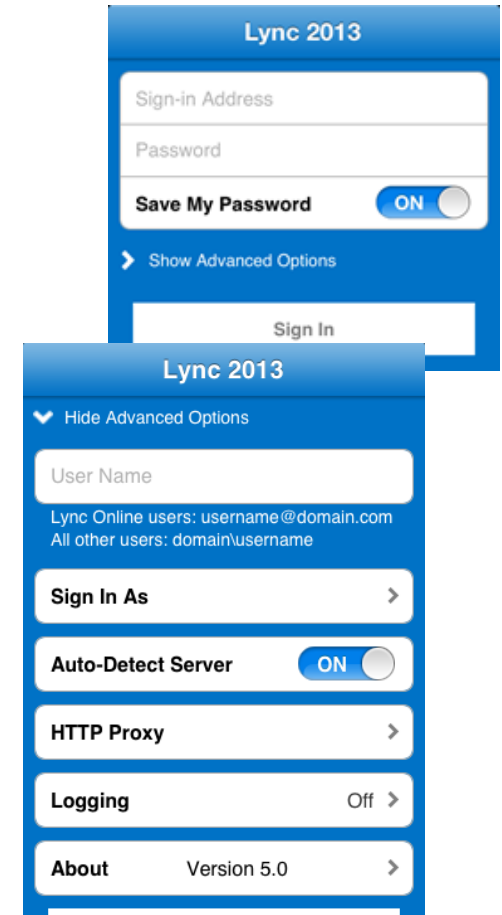 Lync 2013
Sign-in Address
Password
Save My Password ON
Show Advanced Options
Sign In
Lync 2013
Hide Advanced Options
User Name
Lync Online users: username@domain.com
All other users: domain\username
Sign In As
Auto-Detect Server ON
HTTP Proxy
Logging Off
About Version 5.0